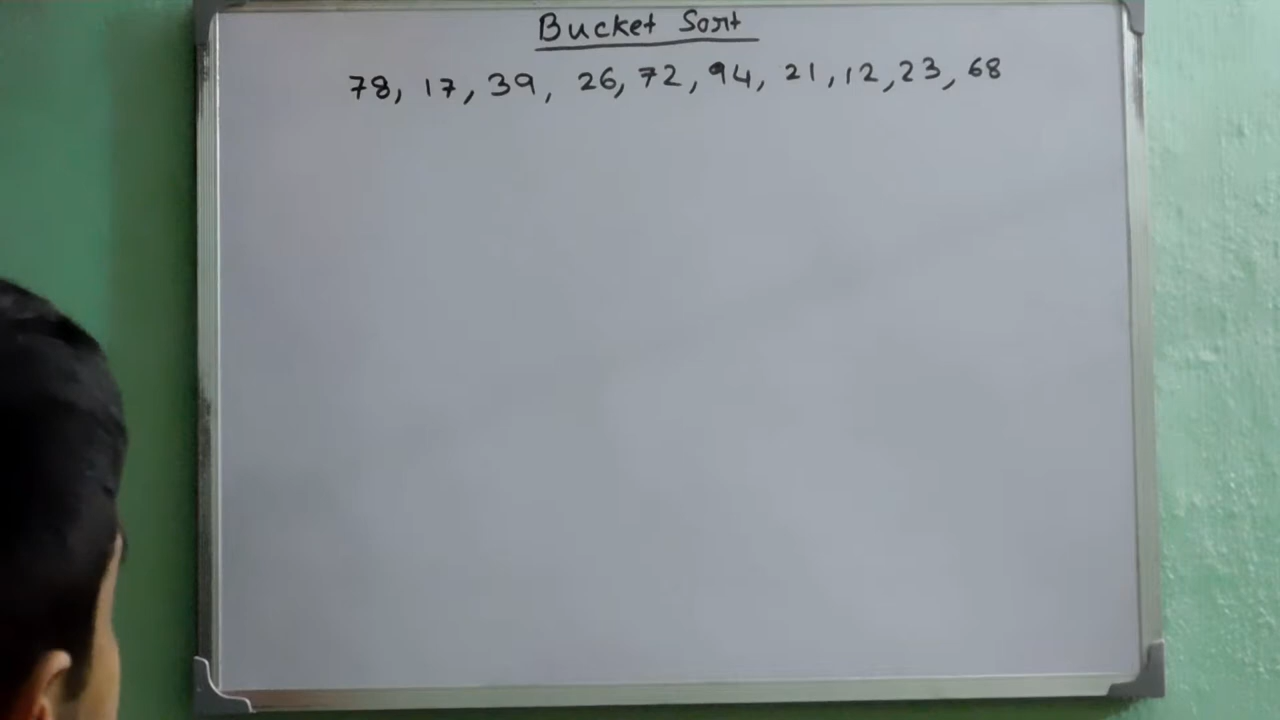 Bucket Sort
78, 17, 39, 26, 72, 94, 21, 12, 23, 68